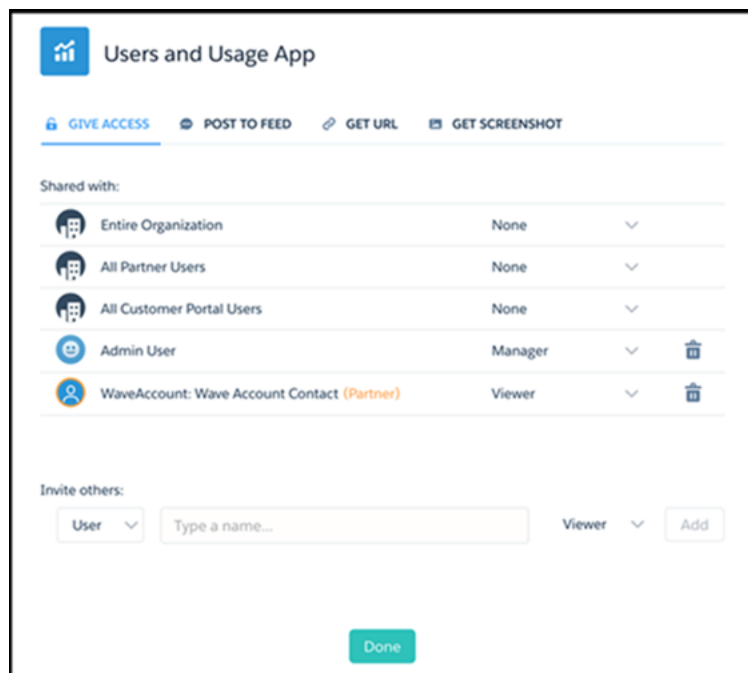 Users and Usage App
GIVE ACCESS POST TO FEED GET URL GET SCREENSHOT
Shared with:
Entire Organization None
All Partner Users None
All Customer Portal Users None
Admin User Manager
WaveAccount: Wave Account Contact (Partner) Viewer
Invite others:
User Type a name... Viewer Add
Done